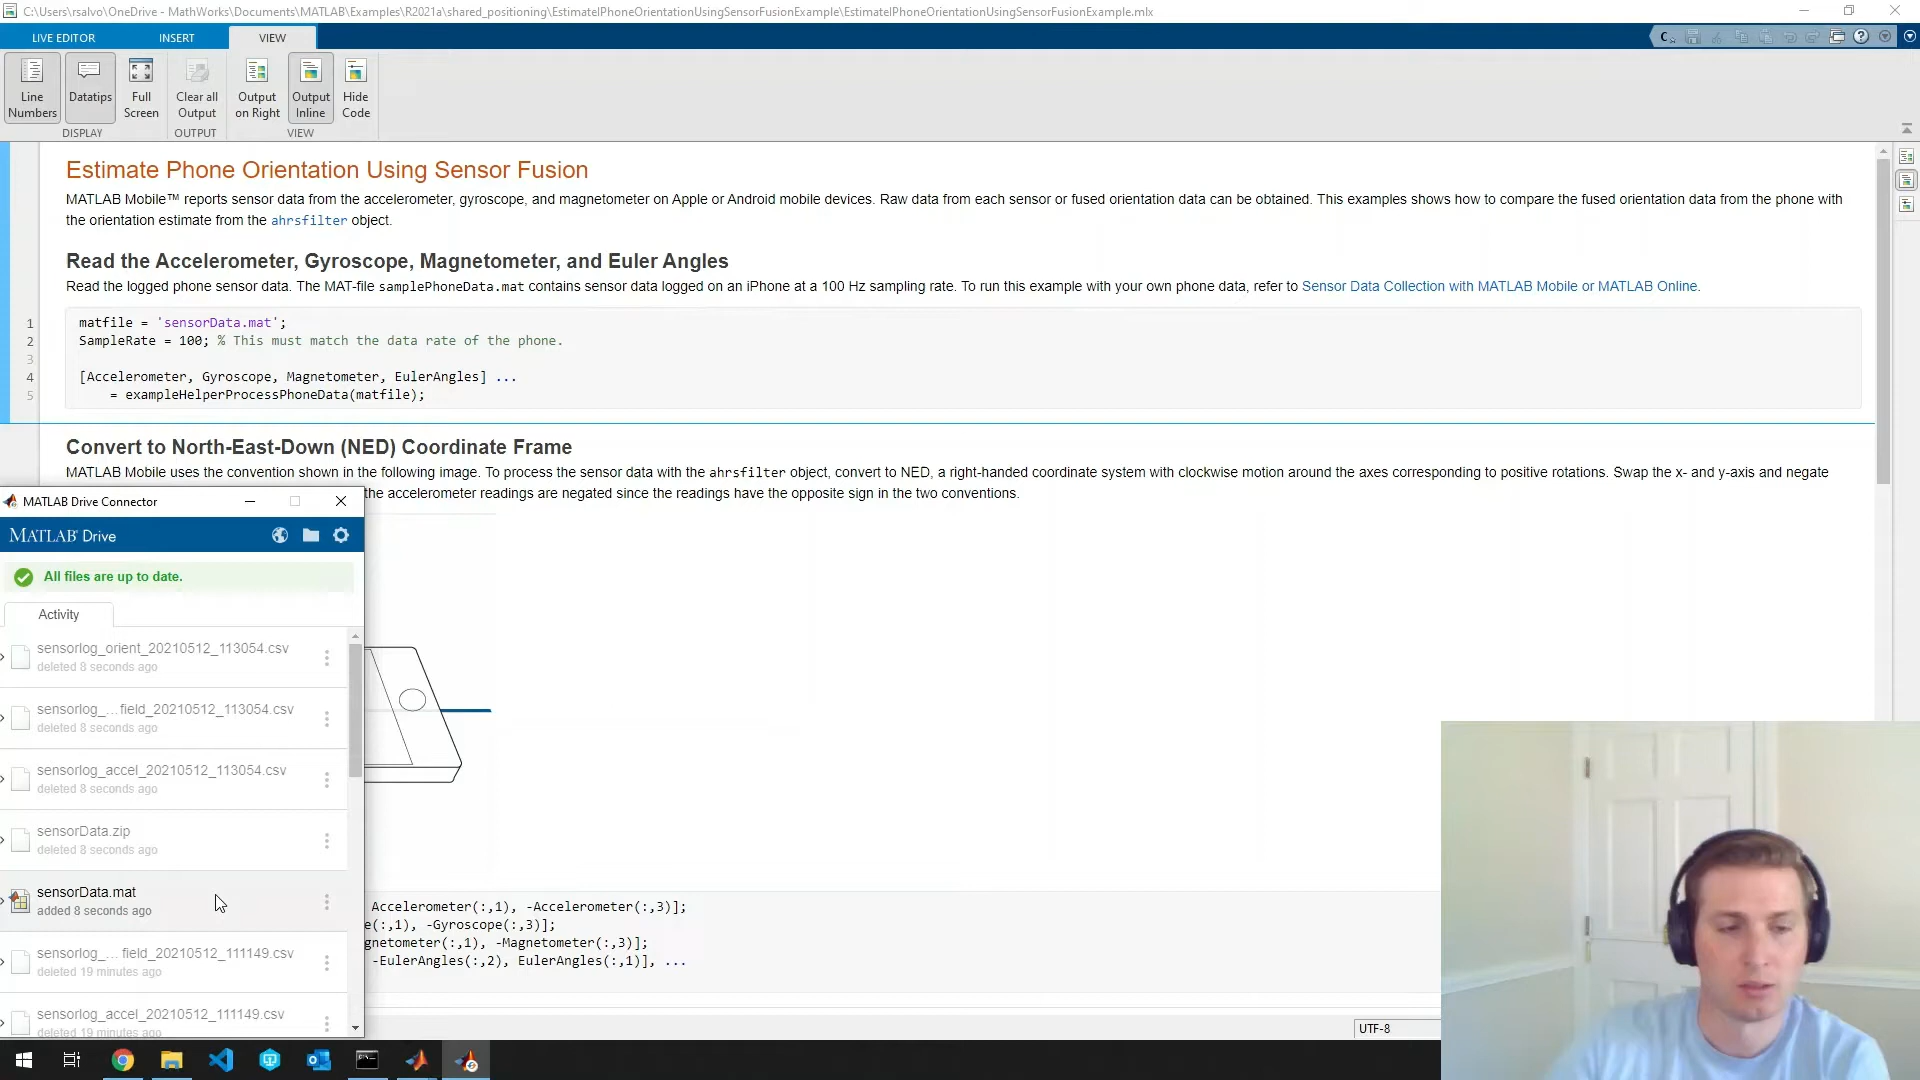 C:\Users\rsalvo\OneDrive - MathWorks\Documents\MATLAB\Examples\R2021a\shared_positioning\EstimateIPhoneOrientationUsingSensorFusionExample\EstimateIPhoneOrientationUsingSensorFusionExample.mlx
LIVE EDITOR
INSERT
VIEW
Line Numbers
Datatips
Full Screen
Clear all Output
Output on Right
Output Inline
Hide Code
DISPLAY
OUTPUT
VIEW
Estimate Phone Orientation Using Sensor Fusion
MATLAB Mobile™ reports sensor data from the accelerometer, gyroscope, and magnetometer on Apple or Android mobile devices. Raw data from each sensor or fused orientation data can be obtained. This examples shows how to compare the fused orientation data from the phone with
the orientation estimate from the ahrsfilter object.
Read the Accelerometer, Gyroscope, Magnetometer, and Euler Angles
Read the logged phone sensor data. The MAT-file samplePhoneData.mat contains sensor data logged on an iPhone at a 100 Hz sampling rate. To run this example with your own phone data, refer to Sensor Data Collection with MATLAB Mobile or MATLAB Online.
1 matfile = 'sensorData.mat';
2 SampleRate = 100; % This must match the data rate of the phone.
3
4 [Accelerometer, Gyroscope, Magnetometer, EulerAngles] ...
5 = exampleHelperProcessPhoneData(matfile);
Convert to North-East-Down (NED) Coordinate Frame
MATLAB Mobile uses the convention shown in the following image. To process the sensor data with the ahrsfilter object, convert to NED, a right-handed coordinate system with clockwise motion around the axes corresponding to positive rotations. Swap the x- and y-axis and negate
the accelerometer readings are negated since the readings have the opposite sign in the two conventions.
MATLAB Drive Connector
MATLAB Drive
All files are up to date.
Activity
sensorlog_orient_20210512_113054.csv
deleted 8 seconds ago
sensorlog_...field_20210512_113054.csv
deleted 8 seconds ago
sensorlog_accel_20210512_113054.csv
deleted 8 seconds ago
sensorData.zip
deleted 8 seconds ago
sensorData.mat
added 8 seconds ago
sensorlog_... field_20210512_111149.csv
deleted 19 minutes ago
sensorlog_accel_20210512_111149.csv
deleted 19 minutes ago
Accelerometer(:,1), -Accelerometer(:,3)];
e(:,1), -Gyroscope(:,3)];
gnetometer(:,1), -Magnetometer(:,3)];
-EulerAngles(:,2), EulerAngles(:,1)], ...
UTF-8